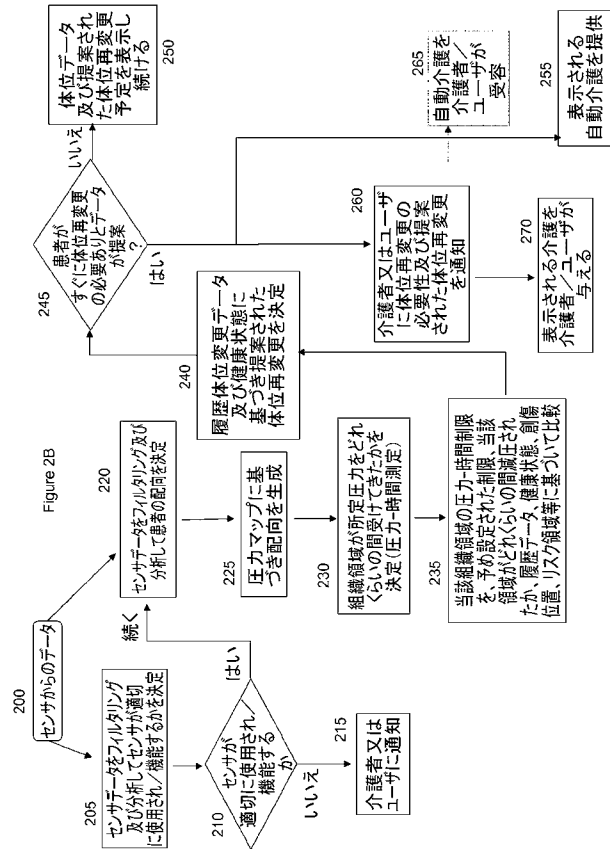 Figure 2B
200
センサからのデータ
205
センサデータをフィルタリング
及び分析してセンサが適切
に使用され/機能するかを決定
210
センサが
適切に使用され/
機能する
か
いいえ
215
介護者又は
ユーザに通知
はい
続く
220
センサデータをフィルタリング及び
分析して患者の配向を決定
225
圧力マップに基
づき配向を生成
230
組織領域が所定圧力をどれ
くらいの間受けてきたかを
決定(圧力-時間測定)
235
当該組織領域の圧力-時間制限
を、予め設定された制限、当該
領域がどれくらいの間減圧され
たか、履歴データ、健康状態、創傷
位置、リスク領域等に基づいて比較
240
履歴体位変更データ
及び健康状態に
基づき提案された
体位再変更を決定
245
患者が
すぐに体位再変更
の必要ありとデータ
が提案
?
いいえ
250
体位データ
及び提案され
た体位再変更
予定を表示し
続ける
はい
260
介護者又はユーザ
に体位再変更の
必要性及び提案
された体位再変更
を通知
265
自動介護を
介護者/
ユーザが
受容
255
表示される
自動介護を提供
270
表示される介護を
介護者/ユーザが
与える